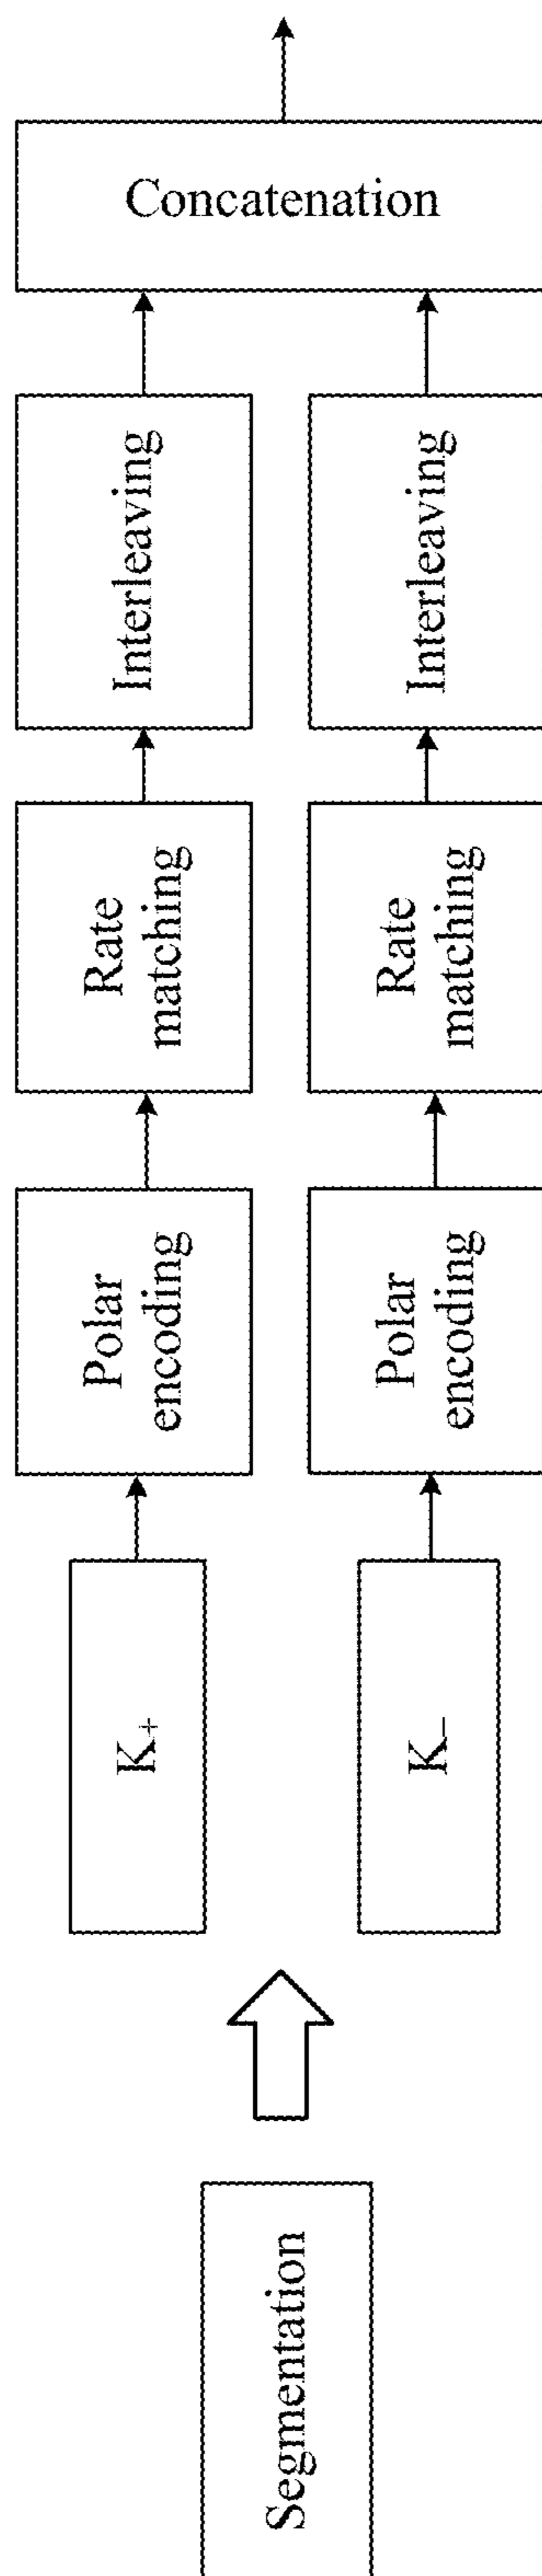 Segmentation
K₊
Polar
encoding
Rate
matching
Interleaving
K₋
Polar
encoding
Rate
matching
Interleaving
Concatenation